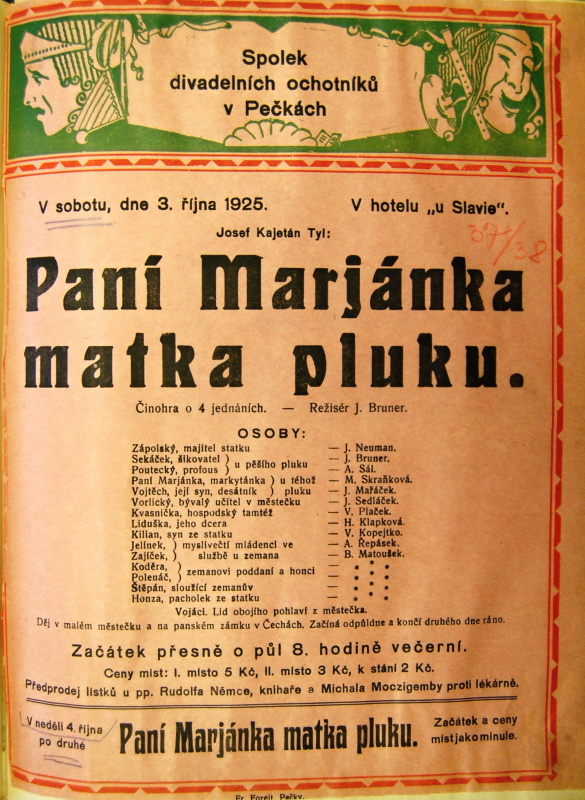 Spolek
divadelních ochotníků
v Pečkách
V sobotu, dne 3. října 1925. V hotelu „u Slavie“.
37/38
Josef Kajetán Tyl:
Paní Marjánka
matka pluku.
Činohra o 4 jednáních. — Režisér J. Bruner.
OSOBY:
Zápolský, majitel statku — J. Neuman.
Sekáček, šikovatel ) u pěšího pluku — J. Bruner.
Poutecký, profous ) — A. Sál.
Paní Marjánka, markytánka ) u téhož — M. Skraňková.
Vojtěch, její syn, desátník ) pluku — J. Mařáček.
Vorlický, bývalý učitel v městečku — J. Sedláček.
Kvasnička, hospodský tamtéž — V. Plaček.
Liduška, jeho dcera — H. Klapková.
Kilian, syn ze statku — V. Kopejtko.
Jelínek, ) myslivečtí mládenci ve — A. Řepásek.
Zajíček, ) službě u zemana — B. Matoušek.
Koděra, ) zemanovi poddaní a honci — * * *
Polenáč, ) — * * *
Štěpán, sloužící zemanův — * * *
Honza, pacholek ze statku — * * *
Vojáci. Lid obojího pohlaví z městečka.
Děj v malém městečku a na panském zámku v Čechách. Začíná odpůldne a končí druhého dne ráno.
Začátek přesně o půl 8. hodině večerní.
Ceny míst: I. místo 5 Kč, II. místo 3 Kč, k stání 2 Kč.
Předprodej lístků u pp. Rudolfa Němce, knihaře a Michala Moczigemby proti lékárně.
V neděli 4. října
po druhé
Paní Marjánka matka pluku.
Začátek a ceny
míst jako minule.
Fr. Forejt Pečky.